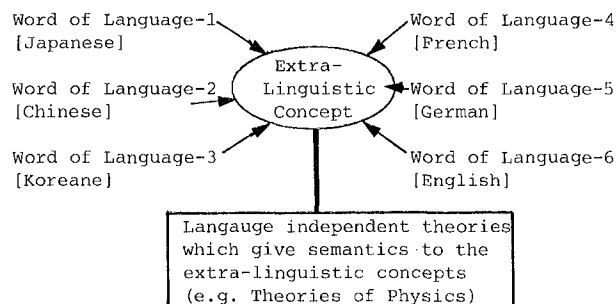 Word of Language-1
[Japanese]
Word of Language-2
[Chinese]
Word of Language-3
[Koreane]
Extra-
Linguistic
Concept
Word of Language-4
[French]
Word of Language-5
[German]
Word of Language-6
[English]
Langauge independent theories
which give semantics to the
extra-linguistic concepts
(e.g. Theories of Physics)